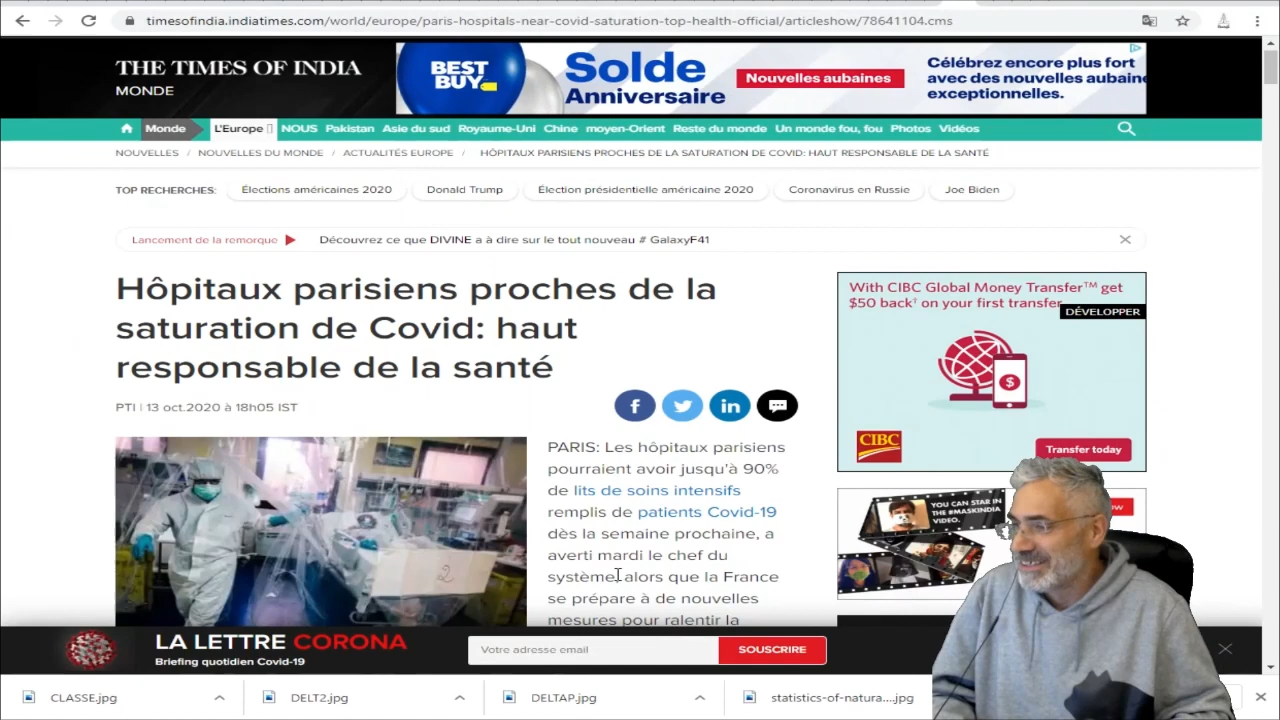 timesofindia.indiatimes.com/world/europe/paris-hospitals-near-covid-saturation-top-health-official/articleshow/78641104.cms
THE TIMES OF INDIA
MONDE
BEST
BUY
Solde
Anniversaire
Nouvelles aubaines
Célébrez encore plus fort
avec des nouvelles aubaine
exceptionnelles.
Monde L'Europe NOUS Pakistan Asie du sud Royaume-Uni Chine moyen-Orient Reste du monde Un monde fou, fou Photos Vidéos
NOUVELLES / NOUVELLES DU MONDE / ACTUALITÉS EUROPE / HÔPITAUX PARISIENS PROCHES DE LA SATURATION DE COVID: HAUT RESPONSABLE DE LA SANTÉ
TOP RECHERCHES: Élections américaines 2020 Donald Trump Élection présidentielle américaine 2020 Coronavirus en Russie Joe Biden
Lancement de la remorque Découvrez ce que DIVINE a à dire sur le tout nouveau # GalaxyF41
Hôpitaux parisiens proches de la
saturation de Covid: haut
responsable de la santé
PTI | 13 oct.2020 à 18h05 IST
PARIS: Les hôpitaux parisiens
pourraient avoir jusqu'à 90%
de lits de soins intensifs
remplis de patients Covid-19
dès la semaine prochaine, a
averti mardi le chef du
système, alors que la France
se prépare à de nouvelles
mesures pour ralentir la
2
With CIBC Global Money Transfer™ get
$50 back† on your first transfer
DÉVELOPPER
$
CIBC
Transfer today
YOU CAN STAR IN
THE #MASKINDIA
VIDEO.
LA LETTRE CORONA
Briefing quotidien Covid-19
Votre adresse email
SOUSCRIRE
CLASSE.jpg
DELT2.jpg
DELTAP.jpg
statistics-of-natura....jpg